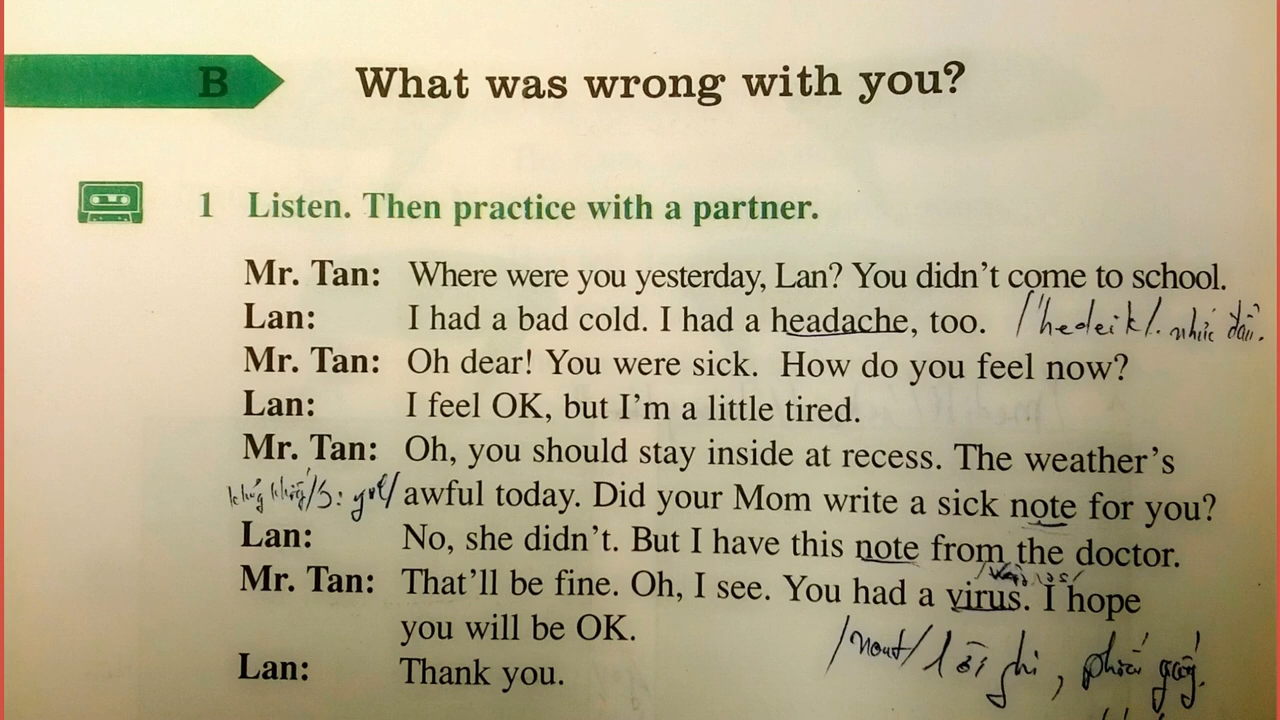 B What was wrong with you?
1 Listen. Then practice with a partner.
Mr. Tan: Where were you yesterday, Lan? You didn't come to school.
Lan: I had a bad cold. I had a headache, too. /'hedeik/. nhức đầu.
Mr. Tan: Oh dear! You were sick. How do you feel now?
Lan: I feel OK, but I'm a little tired.
Mr. Tan: Oh, you should stay inside at recess. The weather's
awful today. Did your Mom write a sick note for you?
Lan: No, she didn't. But I have this note from the doctor.
Mr. Tan: That'll be fine. Oh, I see. You had a virus. I hope
you will be OK.
/nout/ lời ghi,
Lan: Thank you.